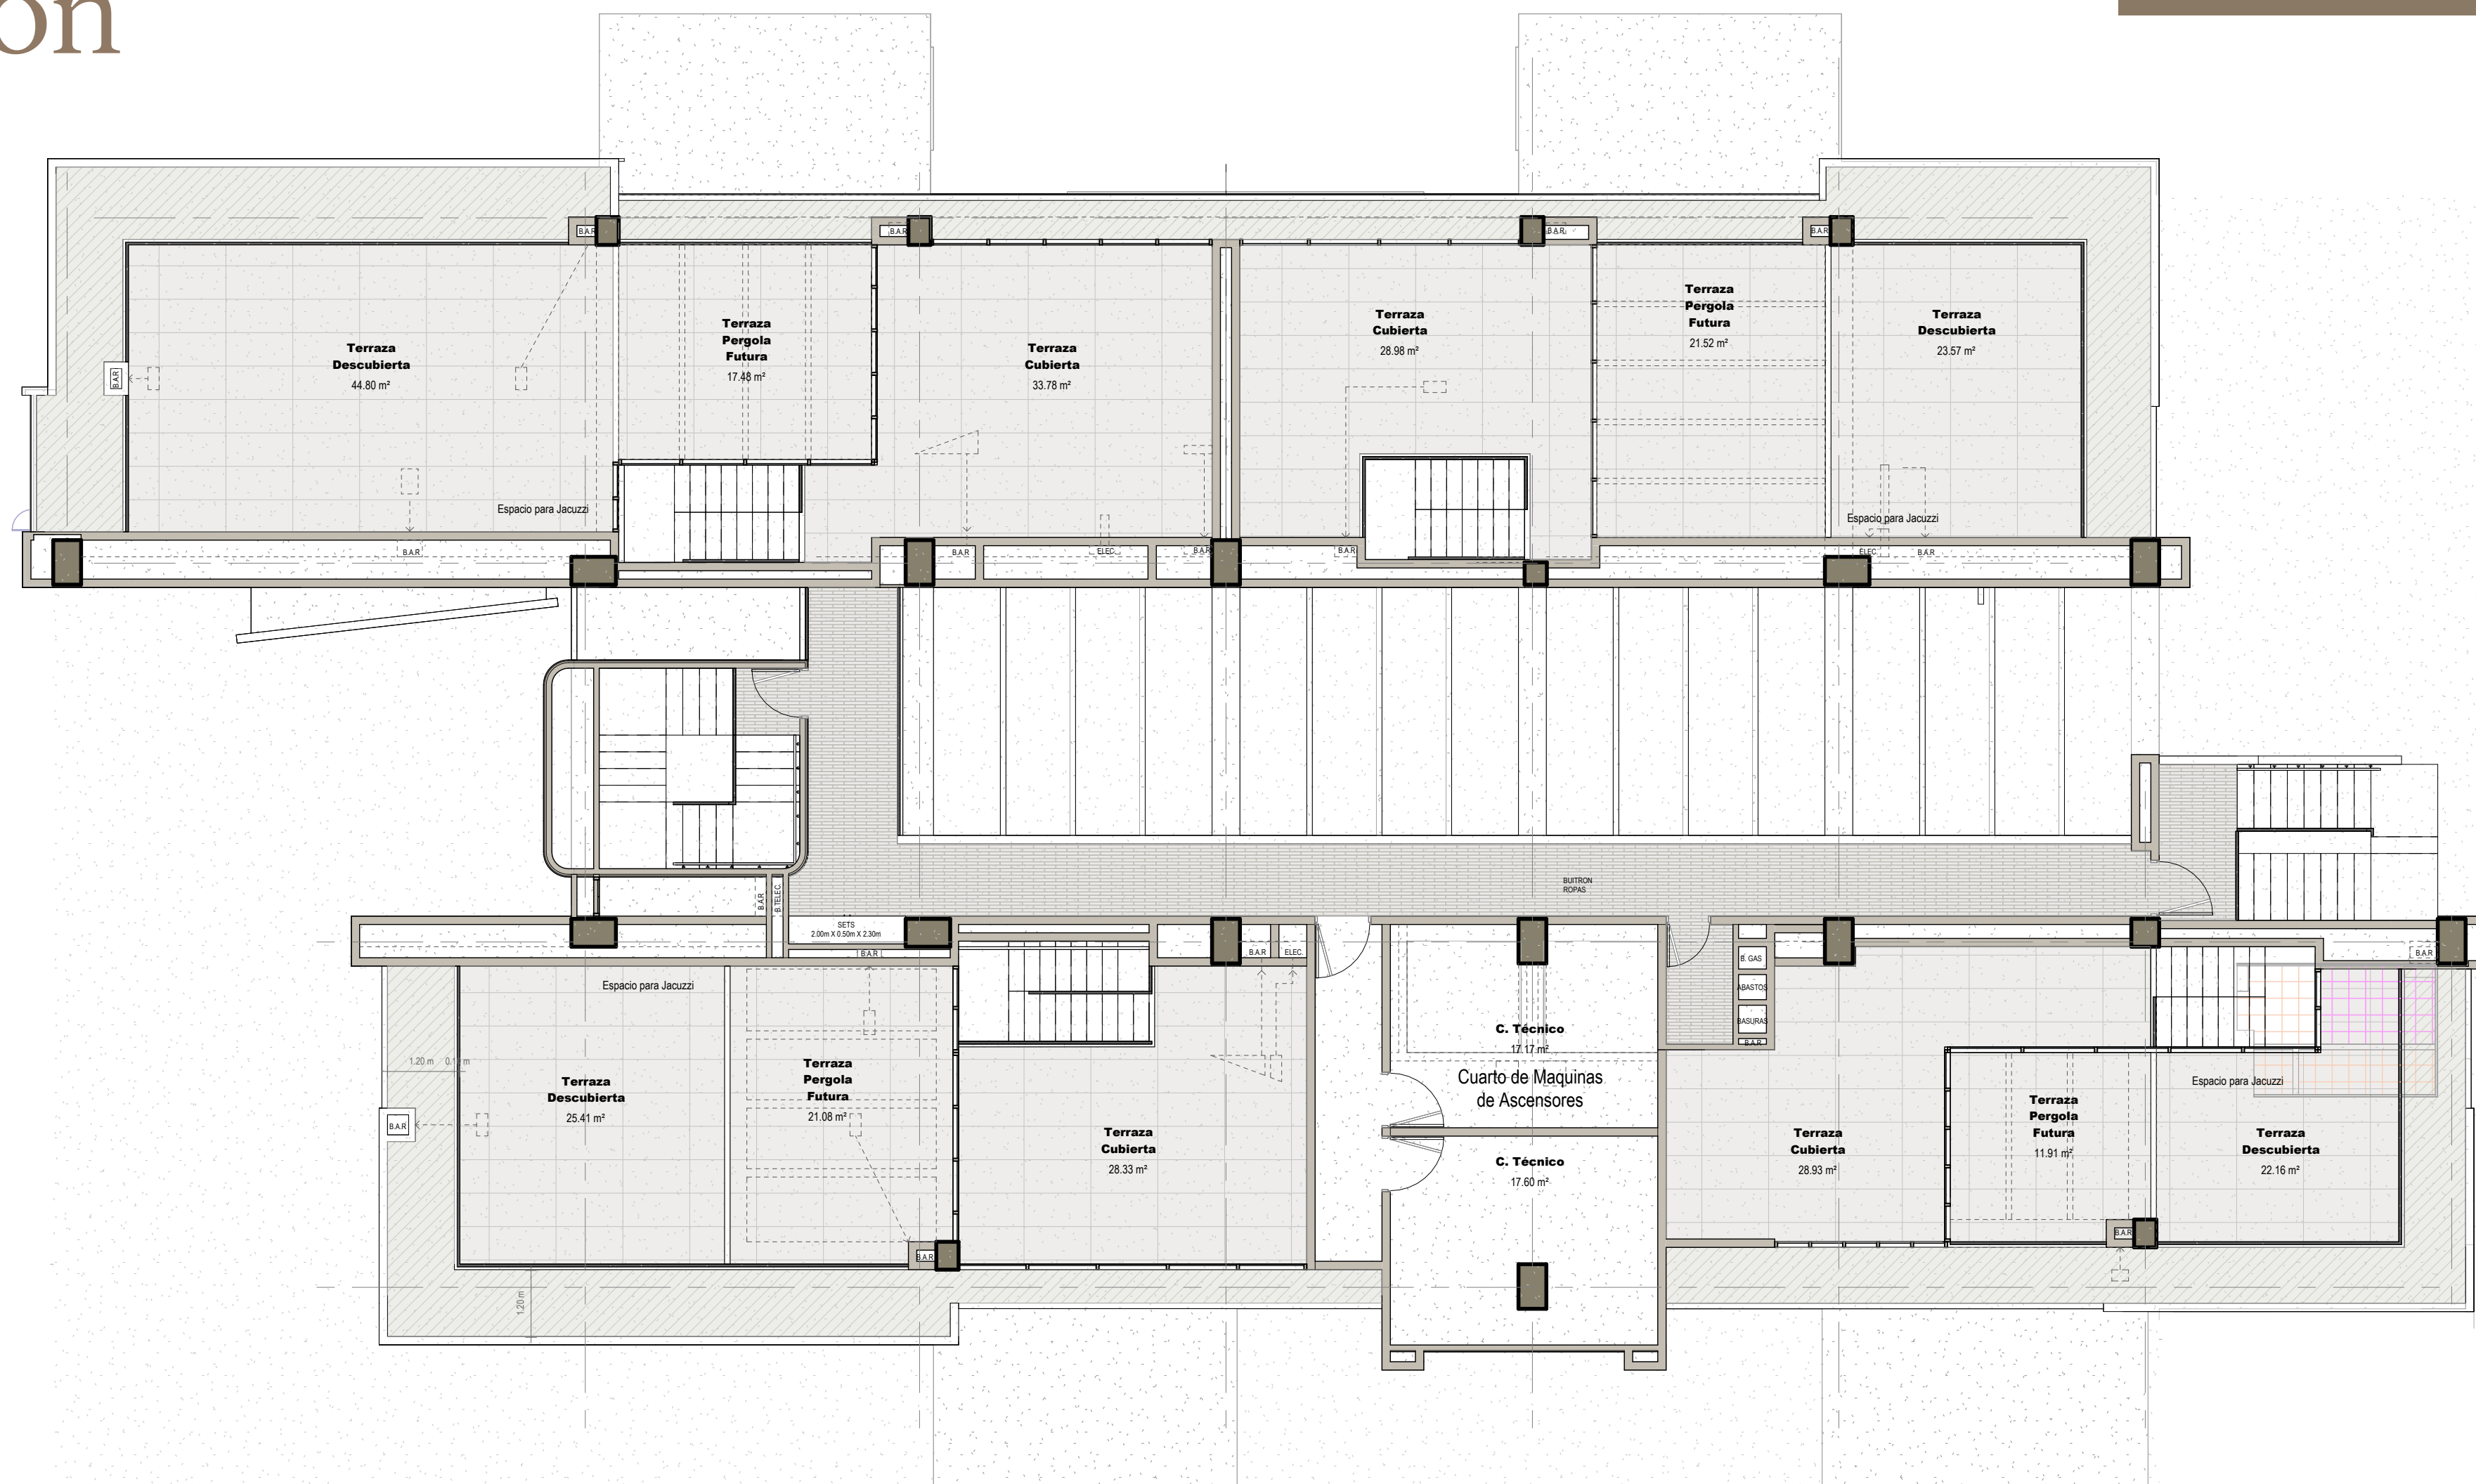 on
B.A.R
B.A.R
B.A.R
B.A.R
Terraza
Descubierta
44.80 m²
B.A.R
Terraza
Pergola
Futura
17.48 m²
Terraza
Cubierta
33.78 m²
Terraza
Cubierta
28.98 m²
Terraza
Pergola
Futura
21.52 m²
Terraza
Descubierta
23.57 m²
Espacio para Jacuzzi
Espacio para Jacuzzi
B.A.R
B.A.R
ELEC.
B.A.R
B.A.R
ELEC.
B.A.R
BUITRON
ROPAS
B.A.R
B.TELEC.
SETS
2.00m X 0.50m X 2.30m
B.A.R
B.A.R
ELEC.
B. GAS
ABASTOS
BASURAS
B.A.R
B.A.R
Espacio para Jacuzzi
1.20 m
Terraza
Descubierta
25.41 m²
Terraza
Pergola
Futura
21.08 m²
Terraza
Cubierta
28.33 m²
C. Técnico
17.17 m²
Cuarto de Maquinas
de Ascensores
C. Técnico
17.60 m²
Terraza
Cubierta
28.93 m²
Terraza
Pergola
Futura
11.91 m²
Espacio para Jacuzzi
Terraza
Descubierta
22.16 m²
B.A.R
B.A.R
B.A.R
1.20 m